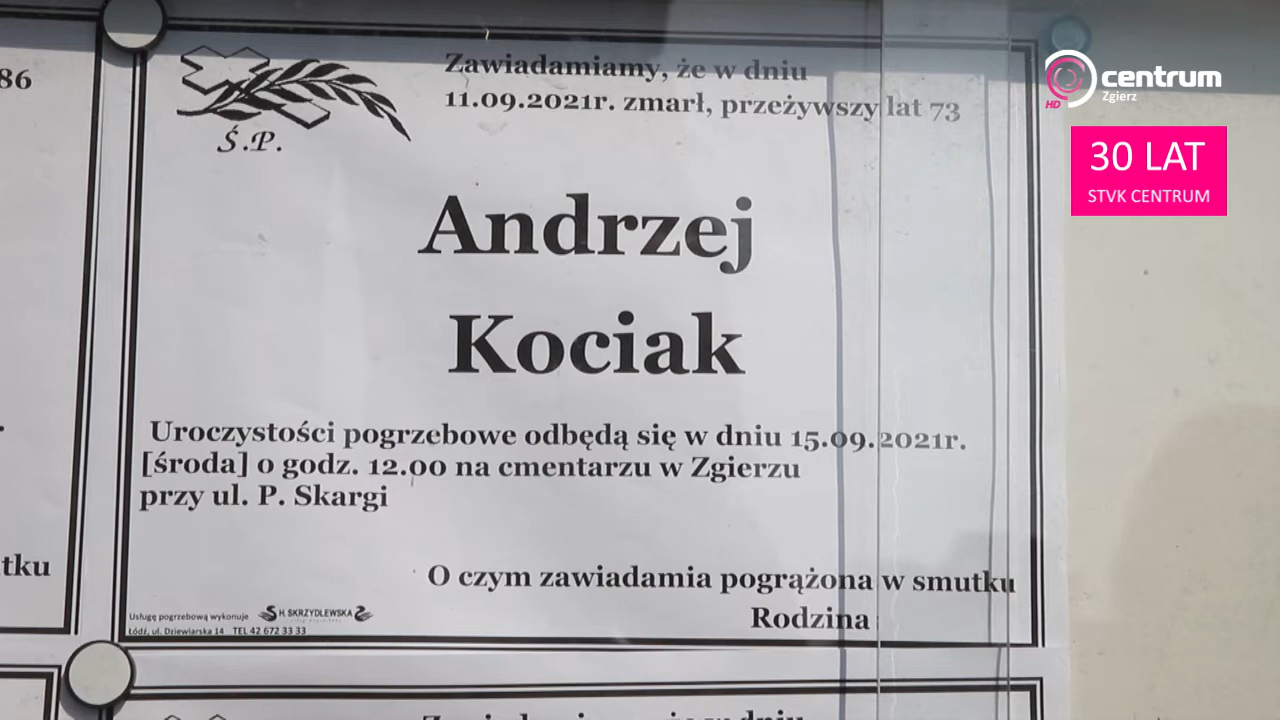 86
Zawiadamiamy, że w dniu
11.09.2021r. zmarł, przeżywszy lat 73
Ś.P.
Andrzej
Kociak
Uroczystości pogrzebowe odbędą się w dniu 15.09.2021r.
[środa] o godz. 12.00 na cmentarzu w Zgierzu
przy ul. P. Skargi
O czym zawiadamia pogrążona w smutku
Rodzina
Usługę pogrzebową wykonuje H. SKRZYDLEWSKA
Łódź, ul. Dziewiarska 14 TEL 42 672 33 33
tku
centrum
Zgierz
HD
30 LAT
STVK CENTRUM